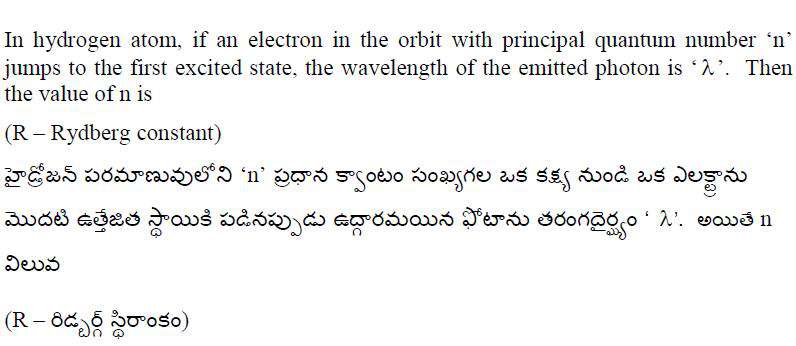 In hydrogen atom, if an electron in the orbit with principal quantum number ‘n’
jumps to the first excited state, the wavelength of the emitted photon is ‘λ’. Then
the value of n is
(R – Rydberg constant)
హైడ్రోజన్ పరమాణువులోని ‘n’ ప్రధాన క్వాంటం సంఖ్యగల ఒక కక్ష్య నుండి ఒక ఎలక్ట్రాను
మొదటి ఉత్తేజిత స్థాయికి పడినప్పుడు ఉద్గారమయిన ఫోటాను తరంగదైర్ఘ్యం ‘ λ’. అయితే n
విలువ
(R – రిడ్బర్గ్ స్థిరాంకం)